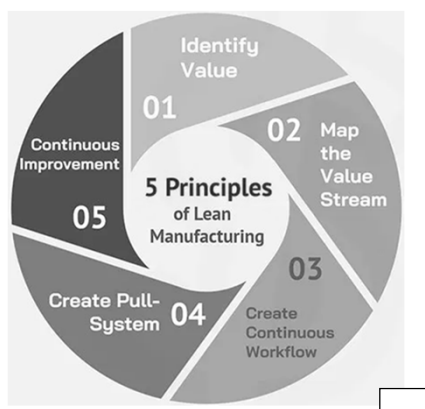 Identify
Value
01
02
Map
the
Value
Stream
03
Create
Continuous
Workflow
04
Create Pull-
System
05
Continuous
Improvement
5 Principles
of Lean
Manufacturing